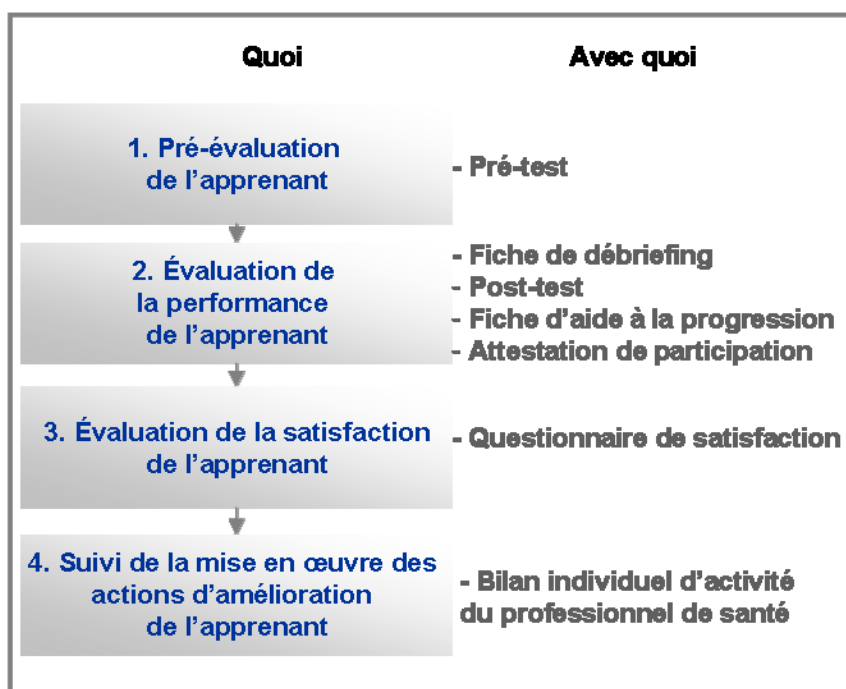 Quoi
Avec quoi
1. Pré-évaluation
de l'apprenant
- Pré-test
2. Évaluation de
la performance
de l'apprenant
- Fiche de débriefing
- Post-test
- Fiche d'aide à la progression
- Attestation de participation
3. Évaluation de la satisfaction
de l'apprenant
- Questionnaire de satisfaction
4. Suivi de la mise en œuvre des
actions d'amélioration
de l'apprenant
- Bilan individuel d'activité
du professionnel de santé